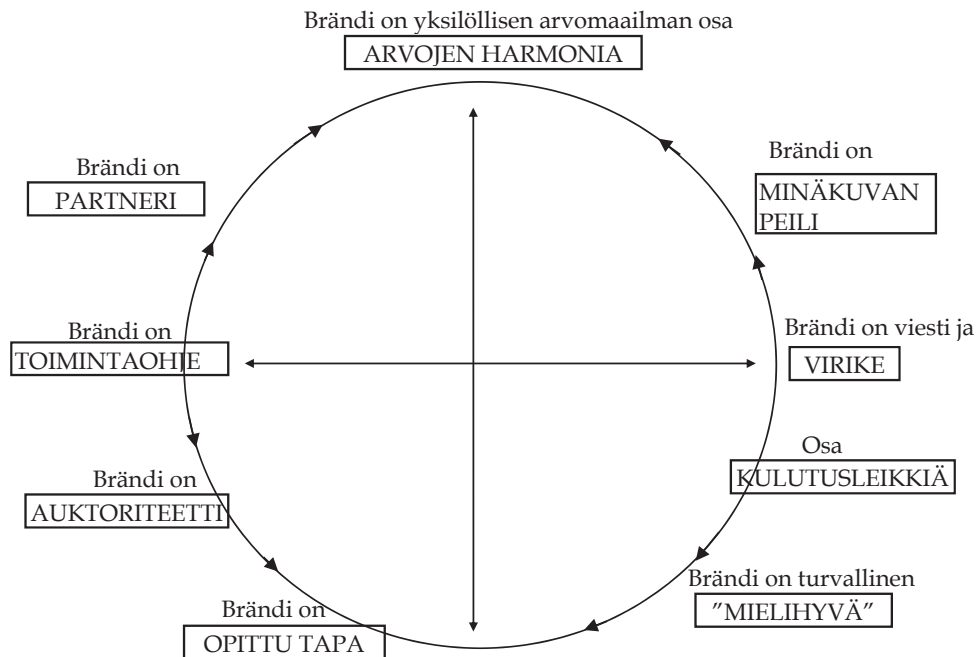 Brändi on yksilöllisen arvomaailman osa
ARVOJEN HARMONIA
Brändi on
PARTNERI
Brändi on
MINÄKUVAN
PEILI
Brändi on
TOIMINTAOHJE
Brändi on viesti ja
VIRIKE
Brändi on
AUKTORITEETTI
Osa
KULUTUSLEIKKIÄ
Brändi on turvallinen
”MIELIHYVÄ”
Brändi on
OPITTU TAPA